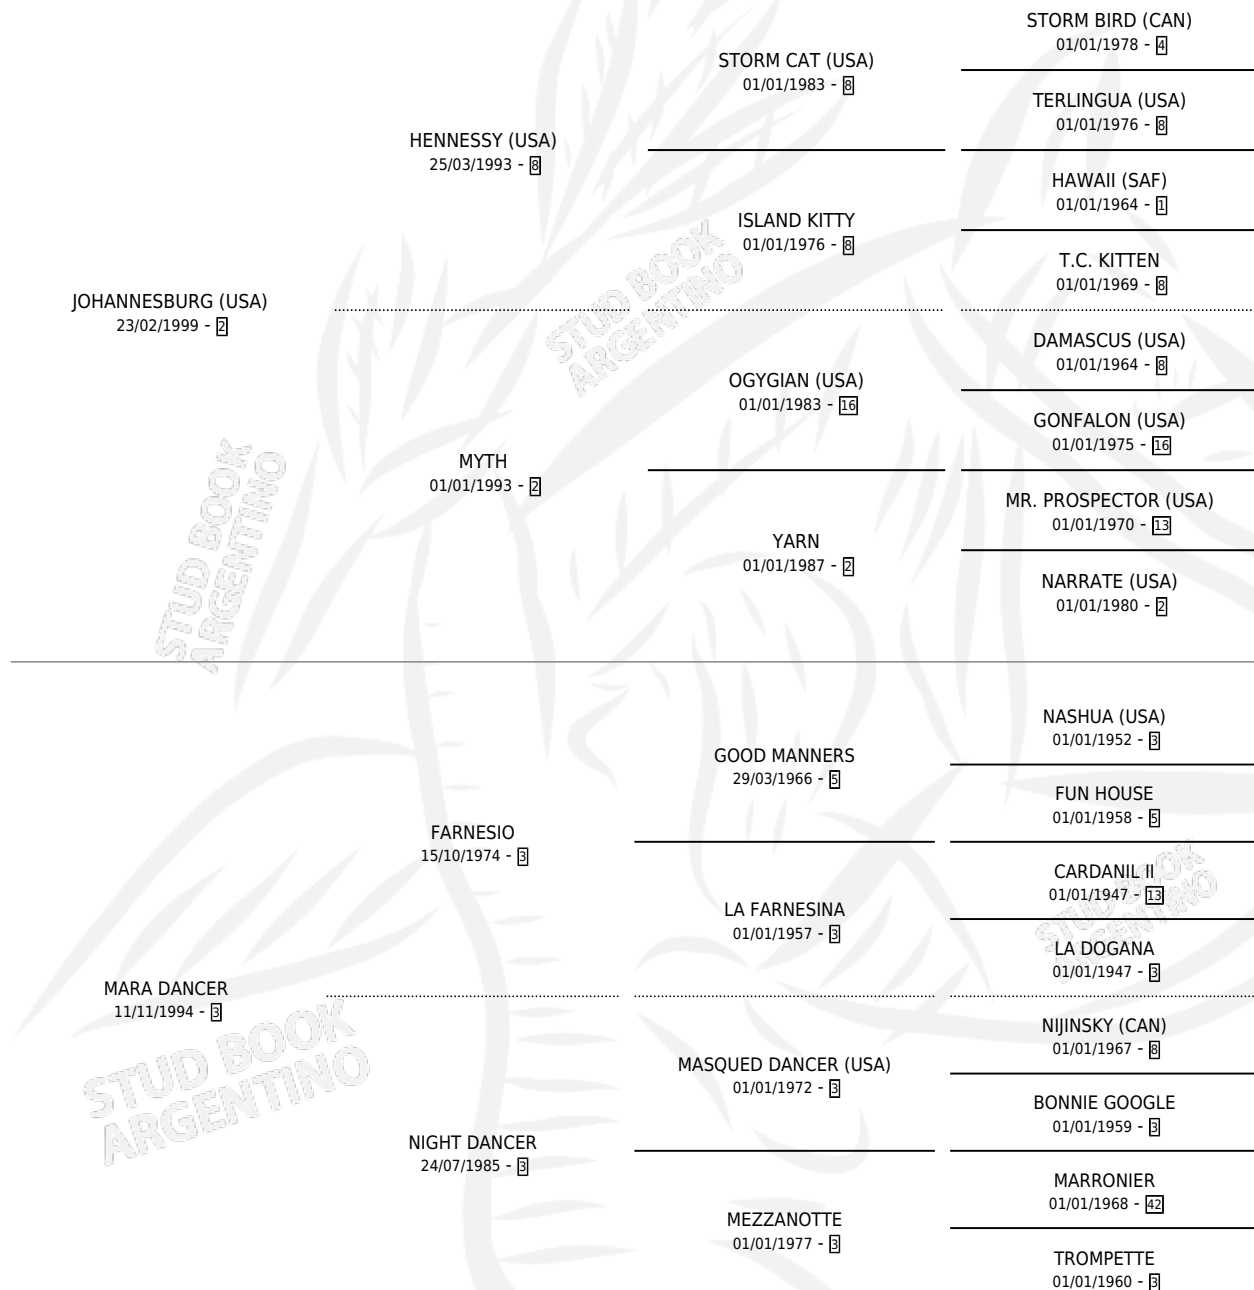 STORM BIRD (CAN)
01/01/1978 - 4
STORM CAT (USA)
01/01/1983 - 8
TERLINGUA (USA)
01/01/1976 - 8
HENNESSY (USA)
25/03/1993 - 8
HAWAII (SAF)
01/01/1964 - 1
ISLAND KITTY
01/01/1976 - 8
T.C. KITTEN
01/01/1969 - 8
JOHANNESBURG (USA)
23/02/1999 - 2
DAMASCUS (USA)
01/01/1964 - 8
OGYGIAN (USA)
01/01/1983 - 16
GONFALON (USA)
01/01/1975 - 16
MYTH
01/01/1993 - 2
MR. PROSPECTOR (USA)
01/01/1970 - 13
YARN
01/01/1987 - 2
NARRATE (USA)
01/01/1980 - 2
NASHUA (USA)
01/01/1952 - 3
GOOD MANNERS
29/03/1966 - 5
FUN HOUSE
01/01/1958 - 5
FARNESIO
15/10/1974 - 3
CARDANIL II
01/01/1947 - 13
LA FARNESINA
01/01/1957 - 3
LA DOGANA
01/01/1947 - 3
MARA DANCER
11/11/1994 - 3
NIJINSKY (CAN)
01/01/1967 - 8
MASQUED DANCER (USA)
01/01/1972 - 3
BONNIE GOOGLE
01/01/1959 - 3
NIGHT DANCER
24/07/1985 - 3
MARRONIER
01/01/1968 - 42
MEZZANOTTE
01/01/1977 - 3
TROMPETTE
01/01/1960 - 3
STUD BOOK
ARGENTINO
STUD BOOK
ARGENTINO
STUD BOOK
ARGENTINO
STUD BOOK
ARGENTINO